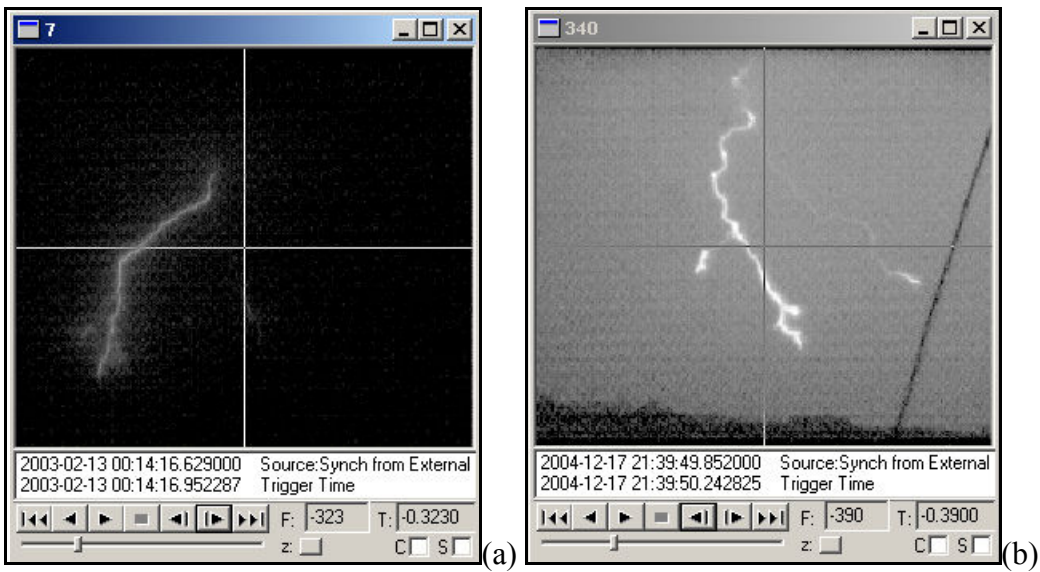 7
2003-02-13 00:14:16.629000 Source:Synch from External
2003-02-13 00:14:16.952287 Trigger Time
F: -323 T: -0.3230
z: C S
(a)
340
2004-12-17 21:39:49.852000 Source:Synch from External
2004-12-17 21:39:50.242825 Trigger Time
F: -390 T: -0.3900
z: C S
(b)